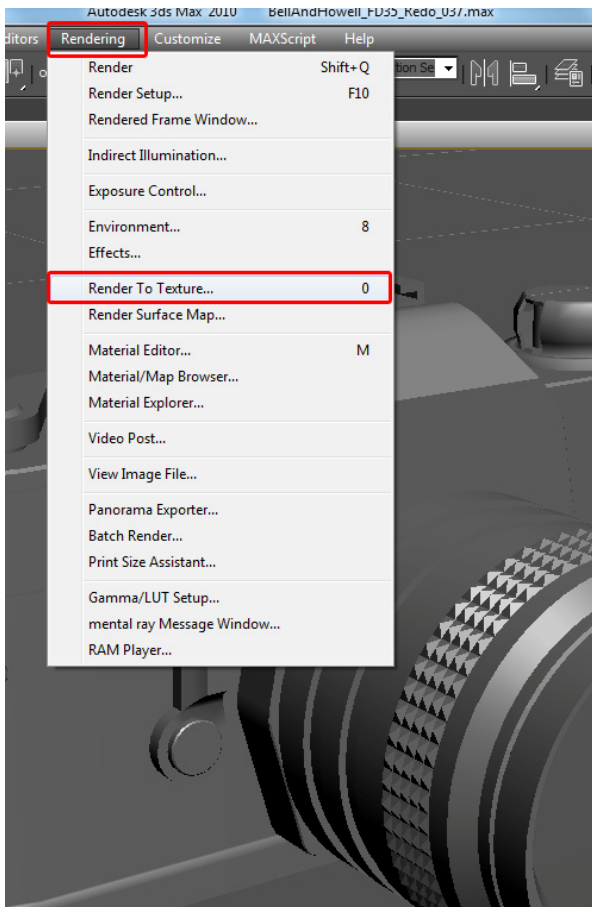 Autodesk 3ds Max 2010 BellAndHowell_FD35_Redo_037.max
ditors Rendering Customize MAXScript Help
tion Se
Render Shift+Q
Render Setup... F10
Rendered Frame Window...
Indirect Illumination...
Exposure Control...
Environment... 8
Effects...
Render To Texture... 0
Render Surface Map...
Material Editor... M
Material/Map Browser...
Material Explorer...
Video Post...
View Image File...
Panorama Exporter...
Batch Render...
Print Size Assistant...
Gamma/LUT Setup...
mental ray Message Window...
RAM Player...